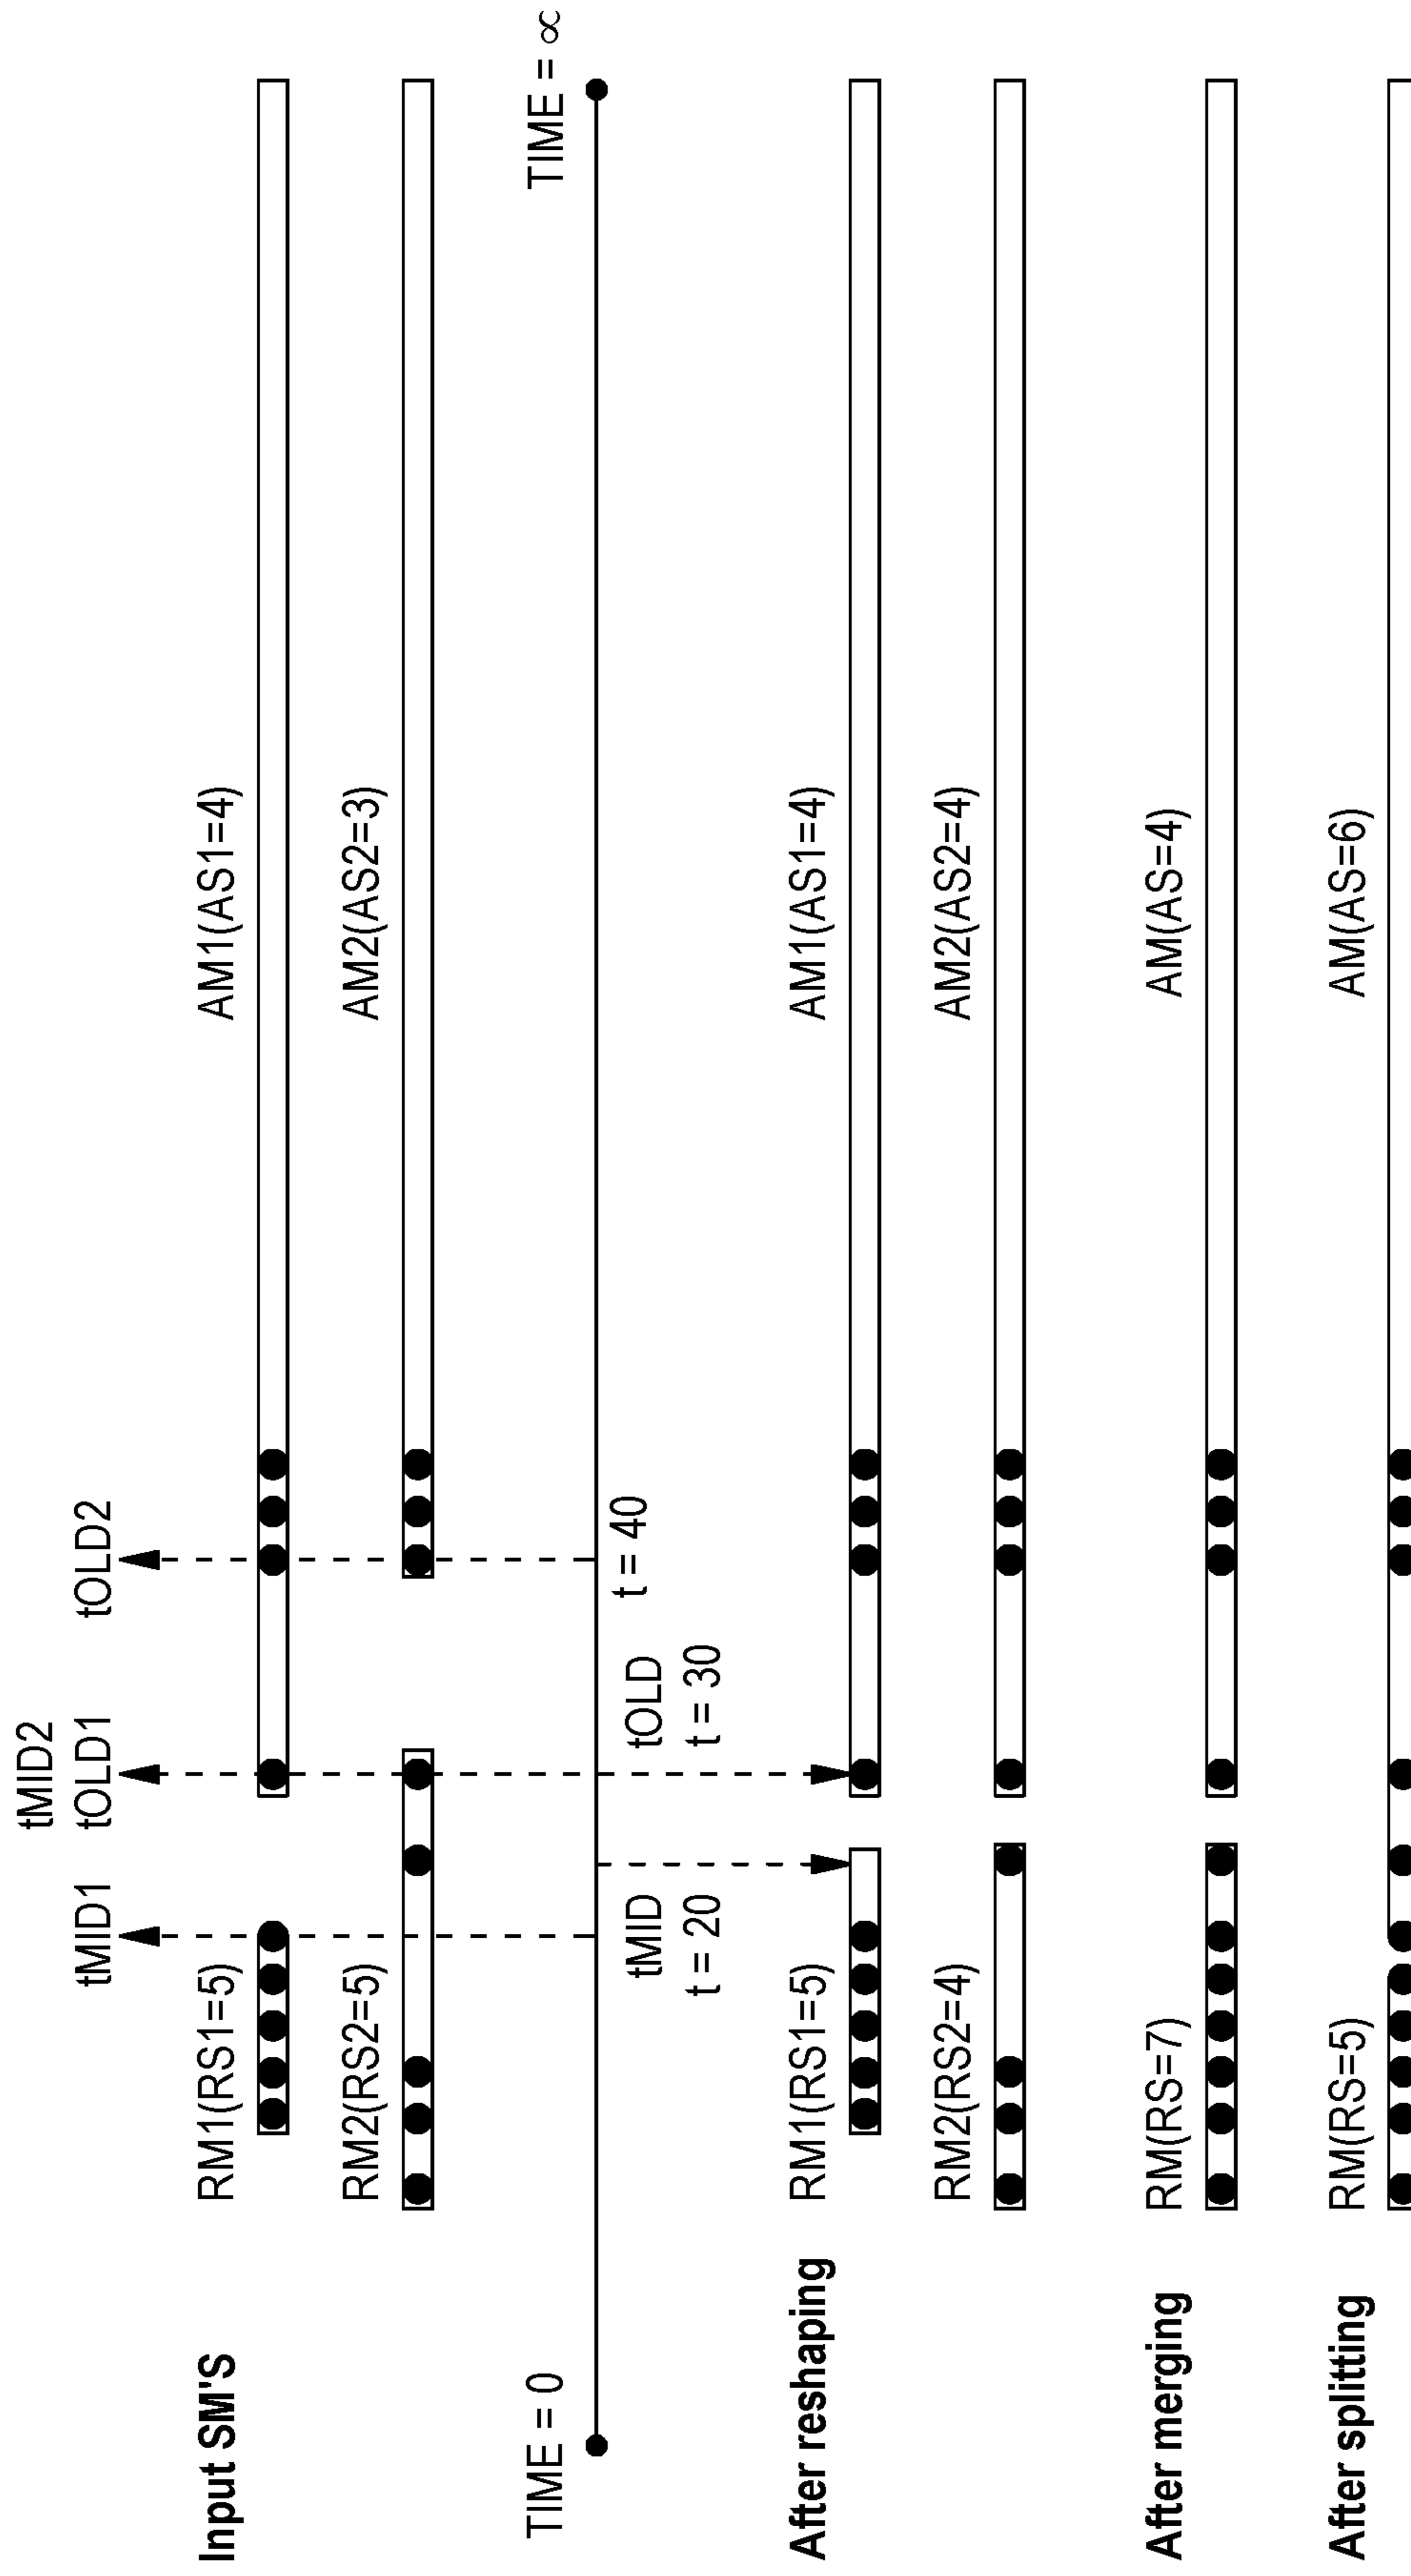 tMID2
tMID1
tOLD1
tOLD2
Input SM'S
RM1(RS1=5)
AM1(AS1=4)
RM2(RS2=5)
AM2(AS2=3)
TIME = 0
TIME = ∝
tMID
t = 20
tOLD
t = 30
t = 40
After reshaping
RM1(RS1=5)
AM1(AS1=4)
RM2(RS2=4)
AM2(AS2=4)
After merging
RM(RS=7)
AM(AS=4)
After splitting
RM(RS=5)
AM(AS=6)